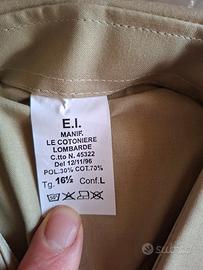 E.I.
MANIF.
LE COTONIERE
LOMBARDE
C.tto N. 45322
Del 12/11/96
POL.30% COT.70%
Tg. 16½ Conf.L
subito